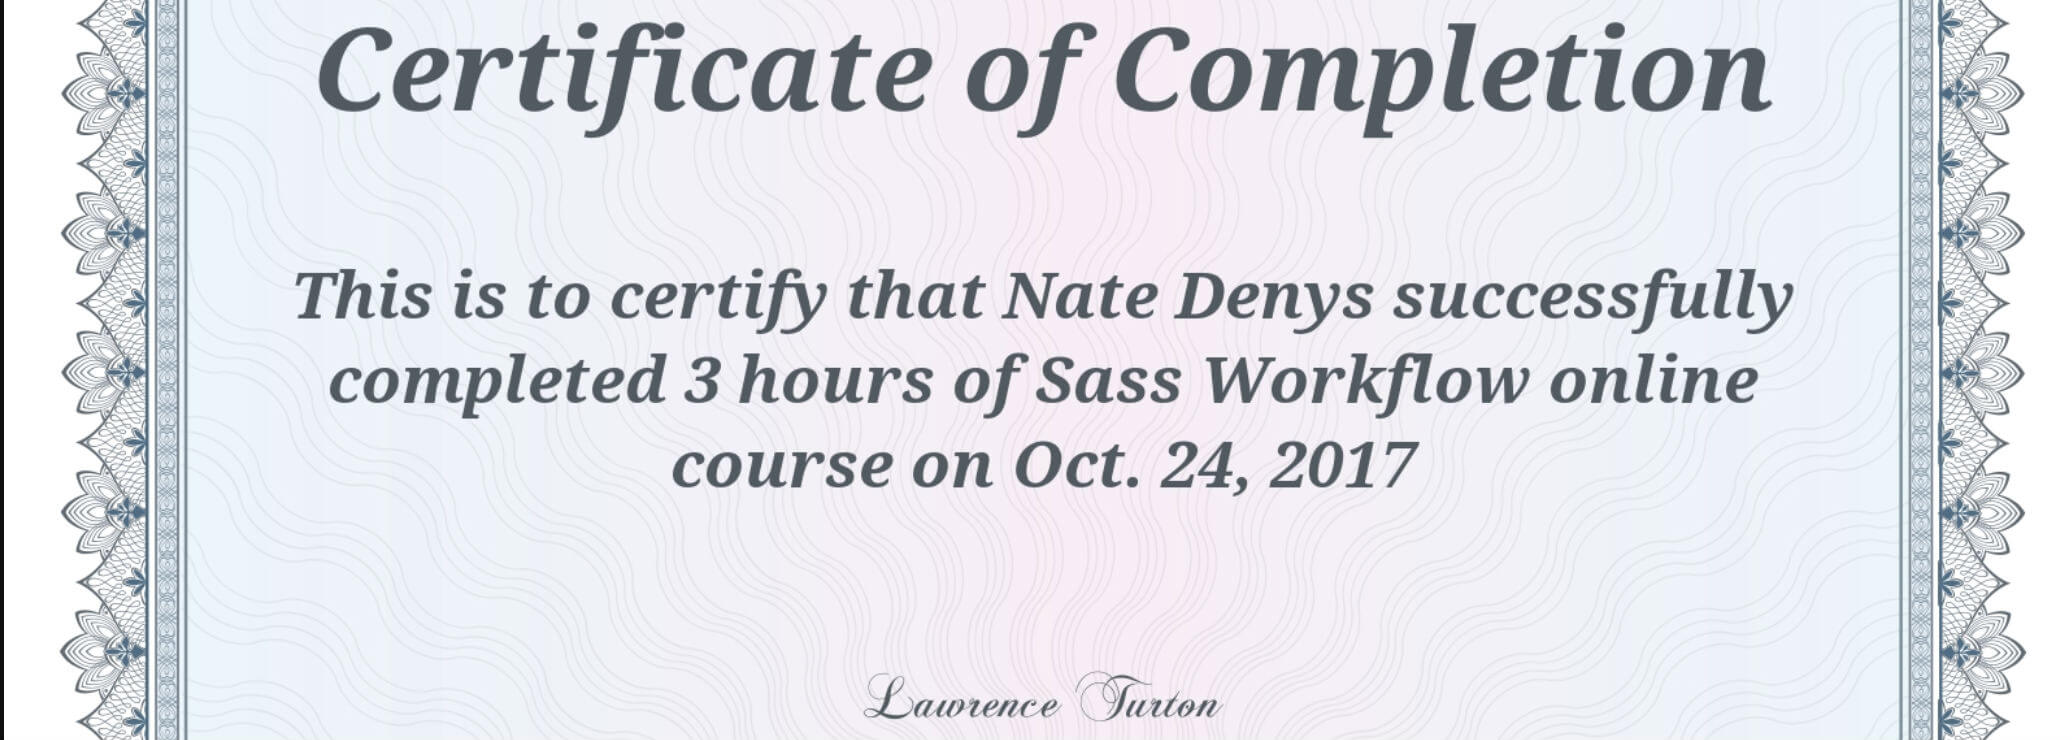 Certificate of Completion
This is to certify that Nate Denys successfully
completed 3 hours of Sass Workflow online
course on Oct. 24, 2017
Lawrence Turton